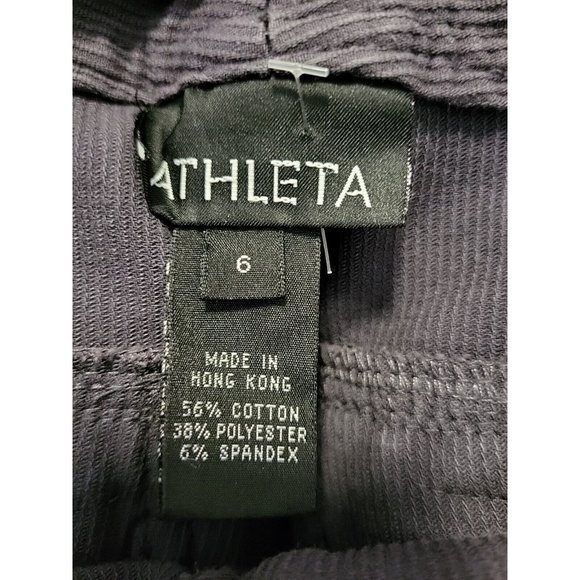 ATHLETA
6
MADE IN
HONG KONG
56% COTTON
38% POLYESTER
6% SPANDEX